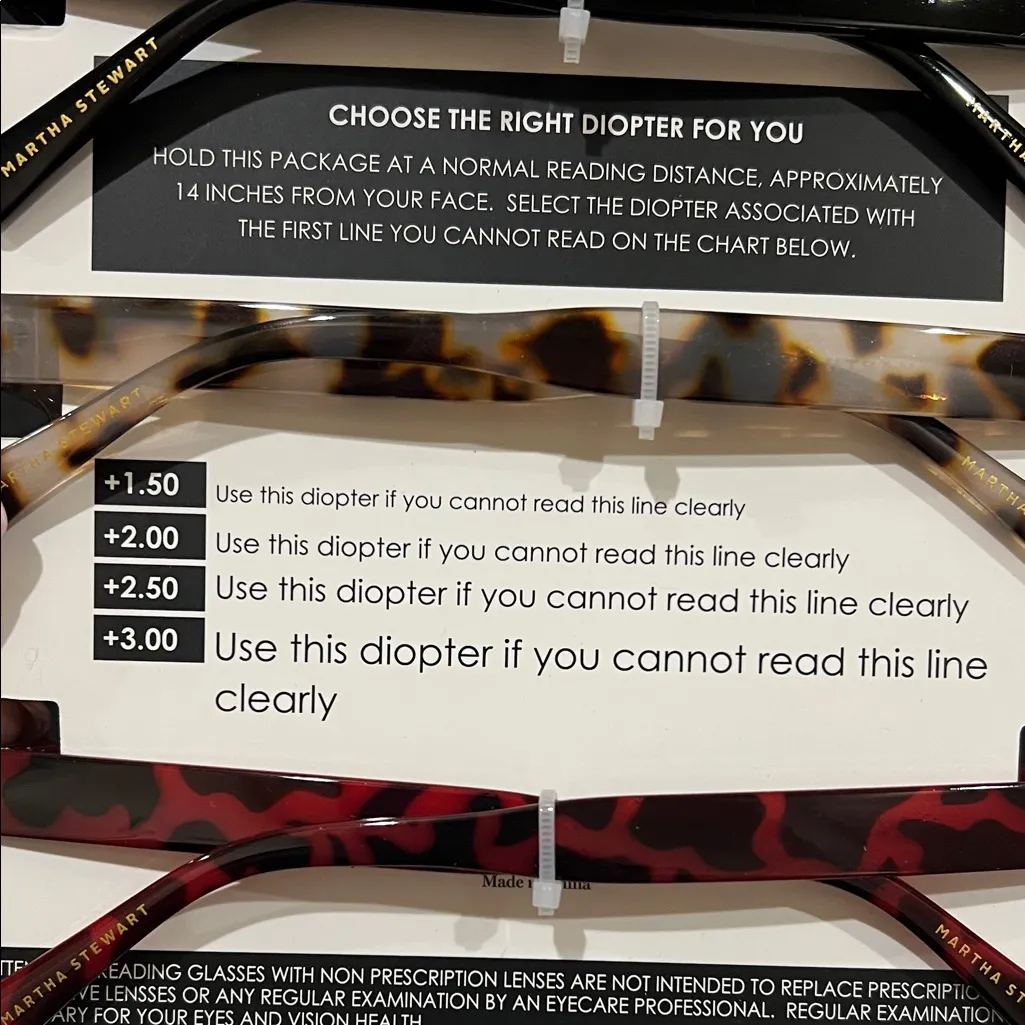 MARTHA STEWART
CHOOSE THE RIGHT DIOPTER FOR YOU
HOLD THIS PACKAGE AT A NORMAL READING DISTANCE, APPROXIMATELY
14 INCHES FROM YOUR FACE. SELECT THE DIOPTER ASSOCIATED WITH
THE FIRST LINE YOU CANNOT READ ON THE CHART BELOW.
MARTHA STEWART
+1.50 Use this diopter if you cannot read this line clearly
+2.00 Use this diopter if you cannot read this line clearly
+2.50 Use this diopter if you cannot read this line clearly
+3.00 Use this diopter if you cannot read this line
clearly
Made
MARTHA STEWART
MARTHA ST
READING GLASSES WITH NON PRESCRIPTION LENSES ARE NOT INTENDED TO REPLACE
LENSSES OR ANY REGULAR EXAMINATION BY AN EYECARE PROFESSIONAL. REGULAR EXAMINATION
FOR YOUR EYES AND VISION HEALTH